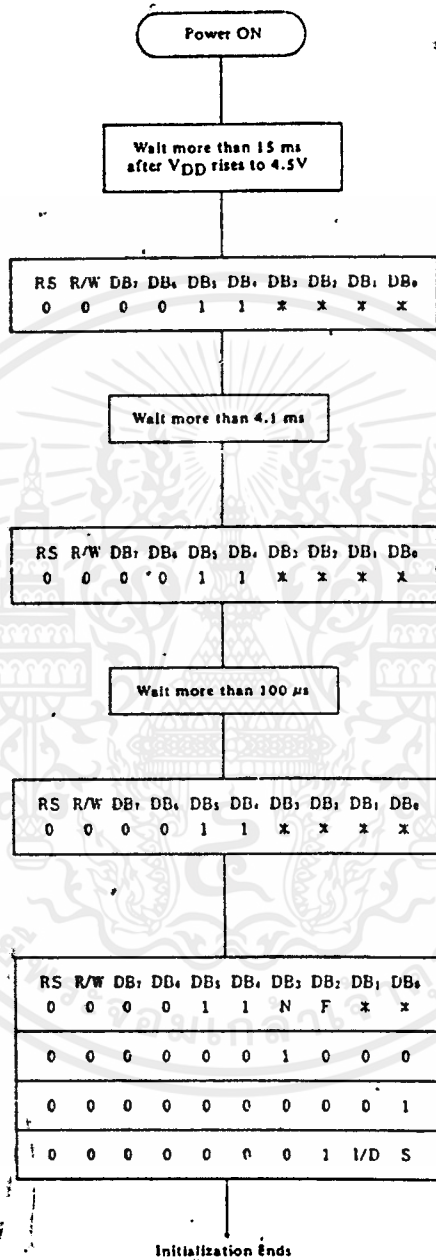 Power ON
Wait more than 15 ms
after VDD rises to 4.5V
RS R/W DB₇ DB₆ DB₅ DB₄ DB₃ DB₂ DB₁ DB₀
0 0 0 0 1 1 * * * *
Wait more than 4.1 ms
RS R/W DB₇ DB₆ DB₅ DB₄ DB₃ DB₂ DB₁ DB₀
0 0 0 0 1 1 * * * *
Wait more than 100 µs
RS R/W DB₇ DB₆ DB₅ DB₄ DB₃ DB₂ DB₁ DB₀
0 0 0 0 1 1 * * * *
RS R/W DB₇ DB₆ DB₅ DB₄ DB₃ DB₂ DB₁ DB₀
0 0 0 0 1 1 N F * *
0 0 0 0 0 0 1 0 0 0
0 0 0 0 0 0 0 0 0 1
0 0 0 0 0 0 0 1 I/D S
Initialization Ends